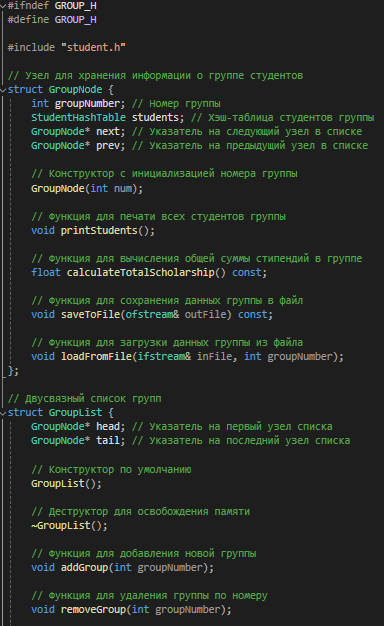 #ifndef GROUP_H
#define GROUP_H
#include "student.h"
// Узел для хранения информации о группе студентов
struct GroupNode {
int groupNumber; // Номер группы
StudentHashTable students; // Хэш-таблица студентов группы
GroupNode* next; // Указатель на следующий узел в списке
GroupNode* prev; // Указатель на предыдущий узел в списке
// Конструктор с инициализацией номера группы
GroupNode(int num);
// Функция для печати всех студентов группы
void printStudents();
// Функция для вычисления общей суммы стипендий в группе
float calculateTotalScholarship() const;
// Функция для сохранения данных группы в файл
void saveToFile(ofstream& outFile) const;
// Функция для загрузки данных группы из файла
void loadFromFile(ifstream& inFile, int groupNumber);
};
// Двусвязный список групп
struct GroupList {
GroupNode* head; // Указатель на первый узел списка
GroupNode* tail; // Указатель на последний узел списка
// Конструктор по умолчанию
GroupList();
// Деструктор для освобождения памяти
~GroupList();
// Функция для добавления новой группы
void addGroup(int groupNumber);
// Функция для удаления группы по номеру
void removeGroup(int groupNumber);